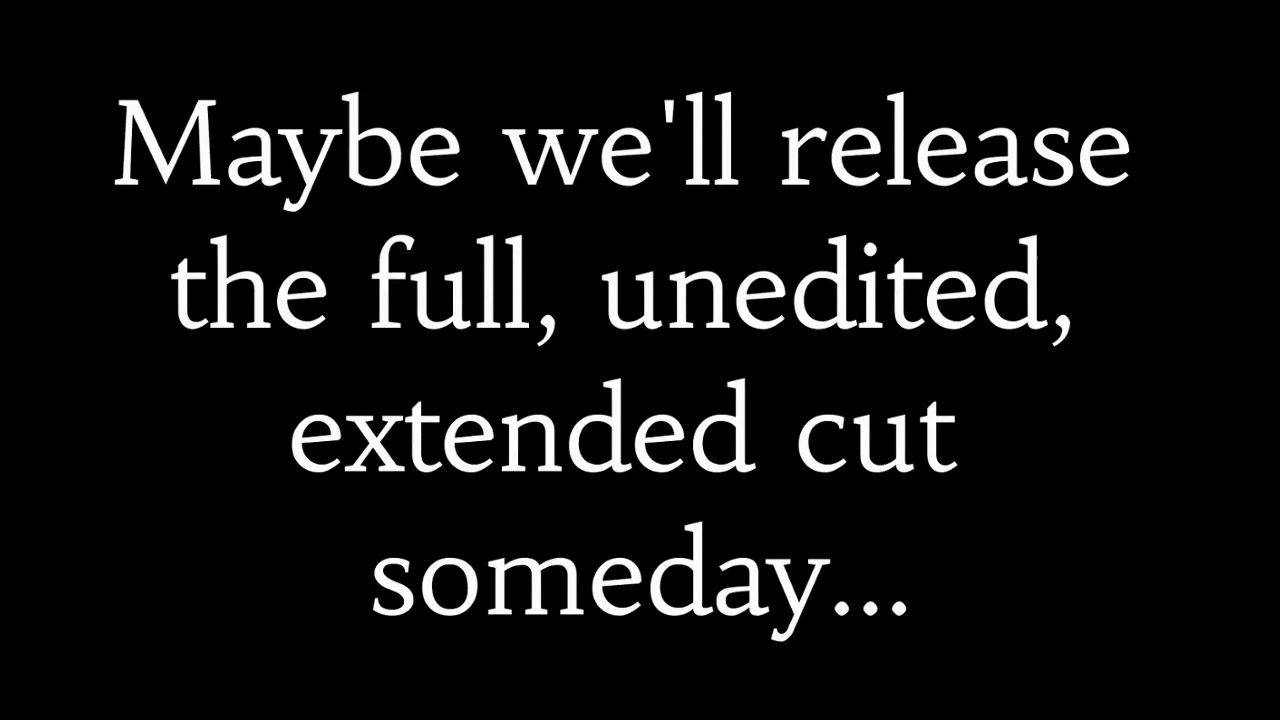 Maybe we'll release
the full, unedited,
extended cut
someday...